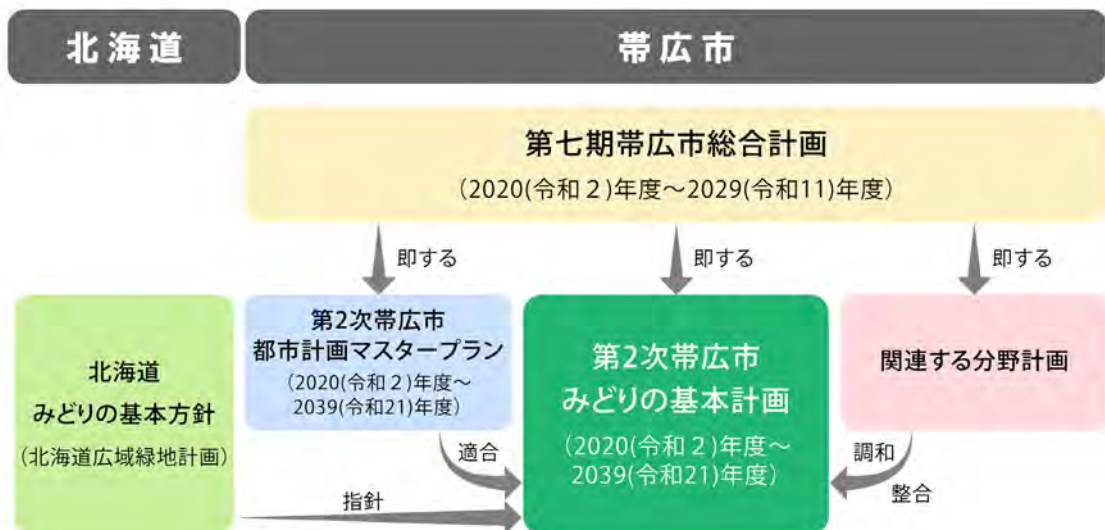 北海道
帯広市
第七期帯広市総合計画
（2020(令和２)年度～2029(令和11)年度）
即する
即する
即する
北海道
みどりの基本方針
（北海道広域緑地計画）
第2次帯広市
都市計画マスタープラン
（2020(令和２)年度～
2039(令和21)年度）
第2次帯広市
みどりの基本計画
（2020(令和２)年度～
2039(令和21)年度）
関連する分野計画
適合
調和
整合
指針